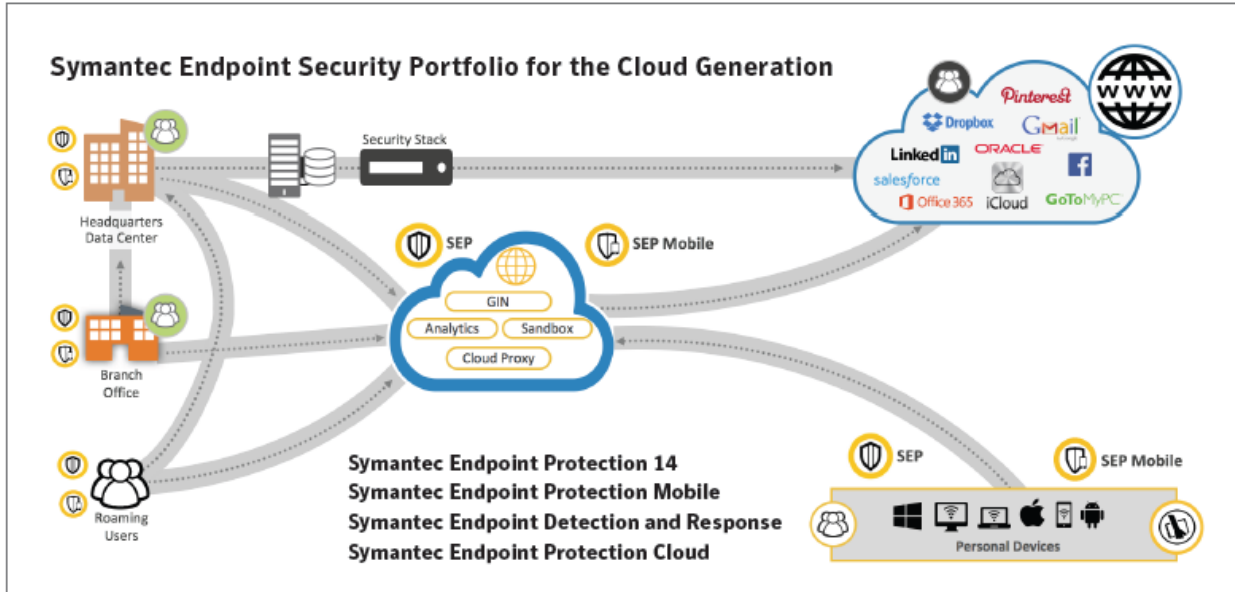 Symantec Endpoint Security Portfolio for the Cloud Generation
Security Stack
Headquarters
Data Center
Branch
Office
Roaming
Users
SEP
SEP Mobile
GIN
Analytics
Sandbox
Cloud Proxy
WWW
Pinterest
Dropbox
Gmail
LinkedIn
ORACLE
f
salesforce
Office 365
iCloud
GoToMyPC
Symantec Endpoint Protection 14
Symantec Endpoint Protection Mobile
Symantec Endpoint Detection and Response
Symantec Endpoint Protection Cloud
SEP
SEP Mobile
Personal Devices